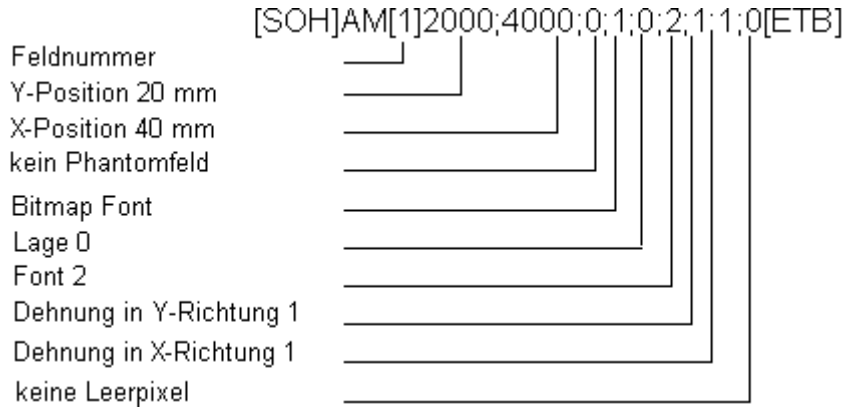 [SOH]AM[1]2000;4000;0;1;0;2;1;1;0[ETB]
Feldnummer
Y-Position 20 mm
X-Position 40 mm
kein Phantomfeld
Bitmap Font
Lage 0
Font 2
Dehnung in Y-Richtung 1
Dehnung in X-Richtung 1
keine Leerpixel